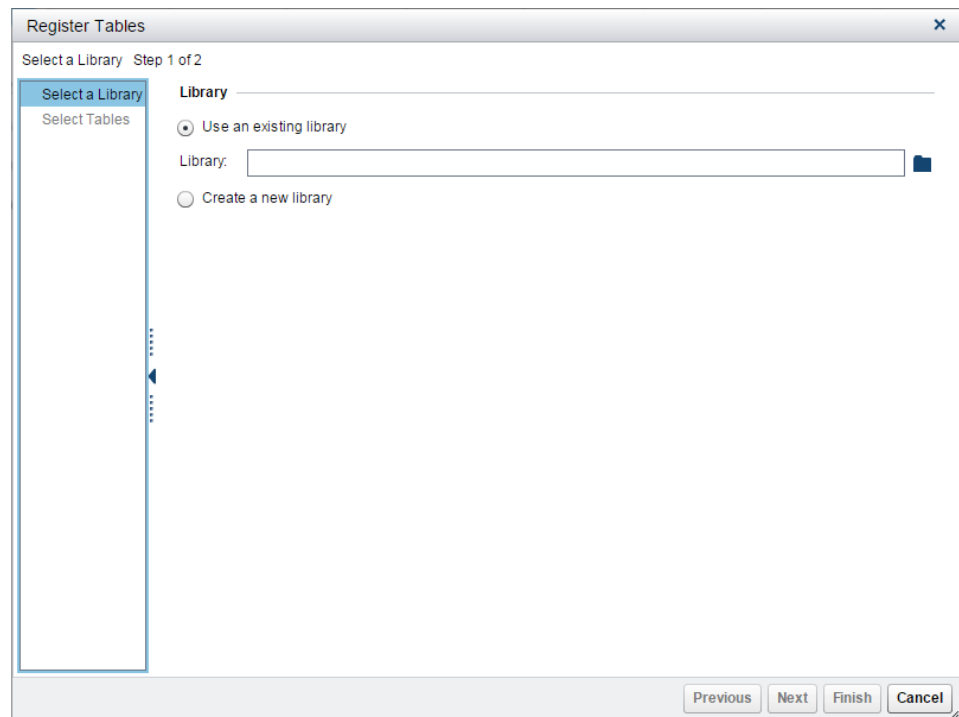 Register Tables
Select a Library Step 1 of 2
Select a Library
Select Tables
Library
Use an existing library
Library:
Create a new library
Previous Next Finish Cancel